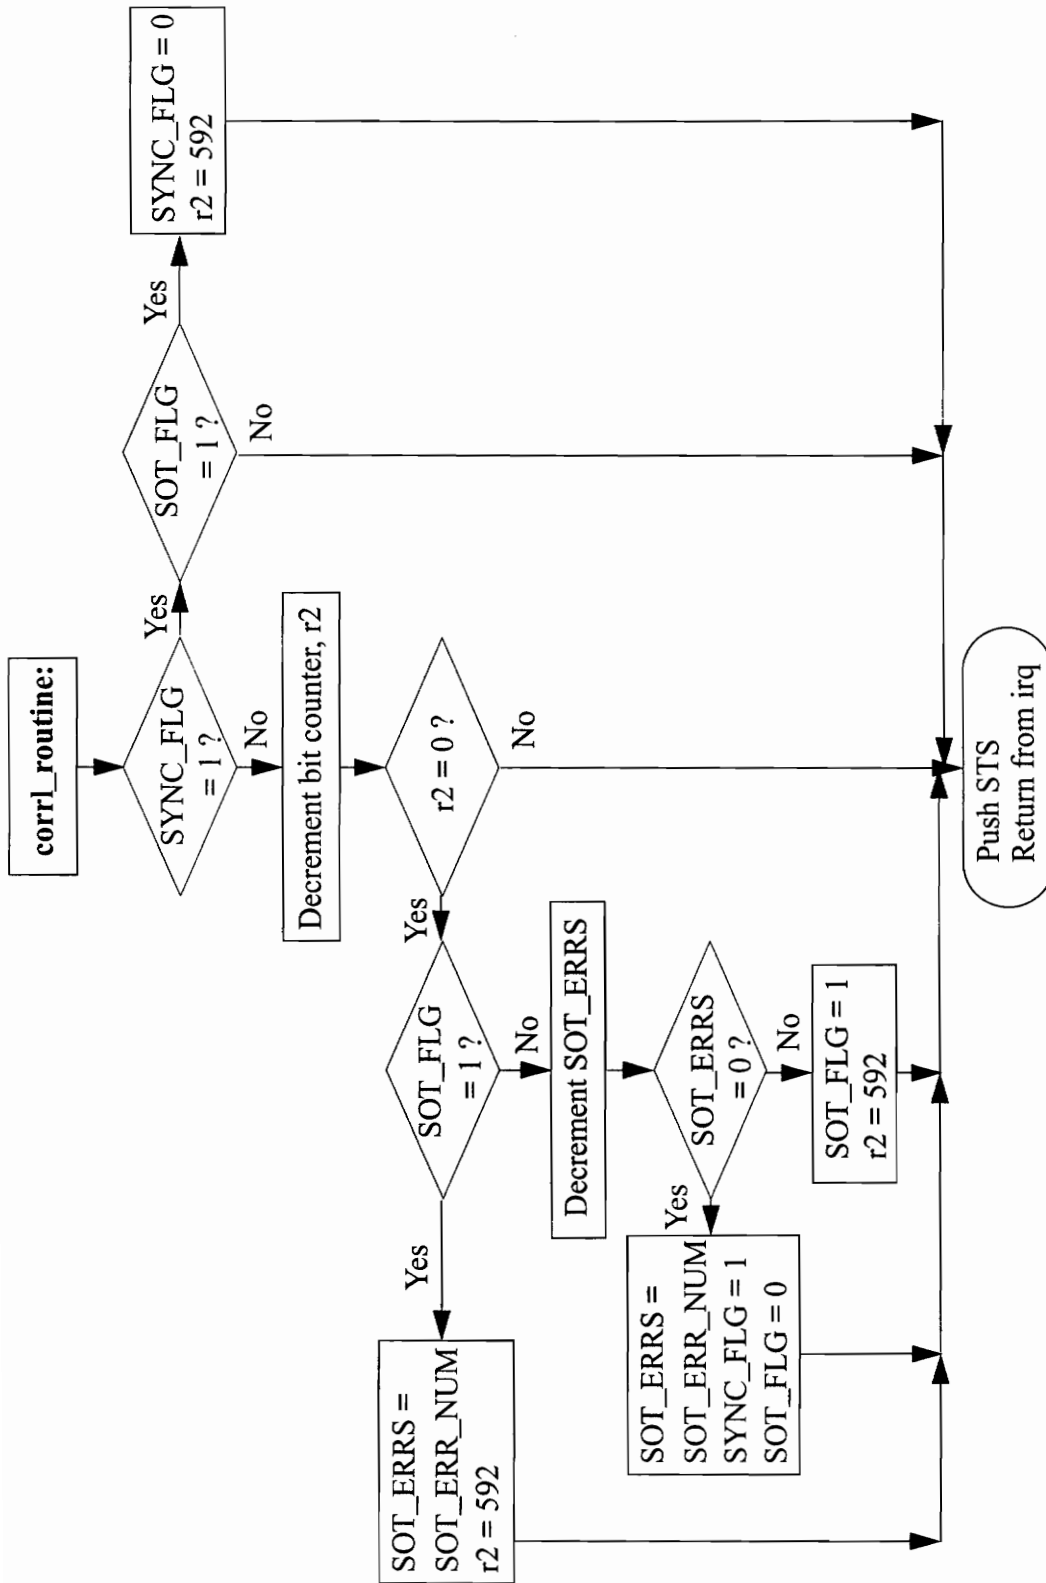 corrl_routine:
SYNC_FLG
= 1 ?
Yes
SOT_FLG
= 1 ?
Yes
SYNC_FLG = 0
r2 = 592
No
No
Decrement bit counter, r2
r2 = 0 ?
No
Yes
SOT_FLG
= 1 ?
Yes
SOT_ERRS =
SOT_ERR_NUM
r2 = 592
No
Decrement SOT_ERRS
SOT_ERRS
= 0 ?
Yes
SOT_ERRS =
SOT_ERR_NUM
SYNC_FLG = 1
SOT_FLG = 0
No
SOT_FLG = 1
r2 = 592
Push STS
Return from irq